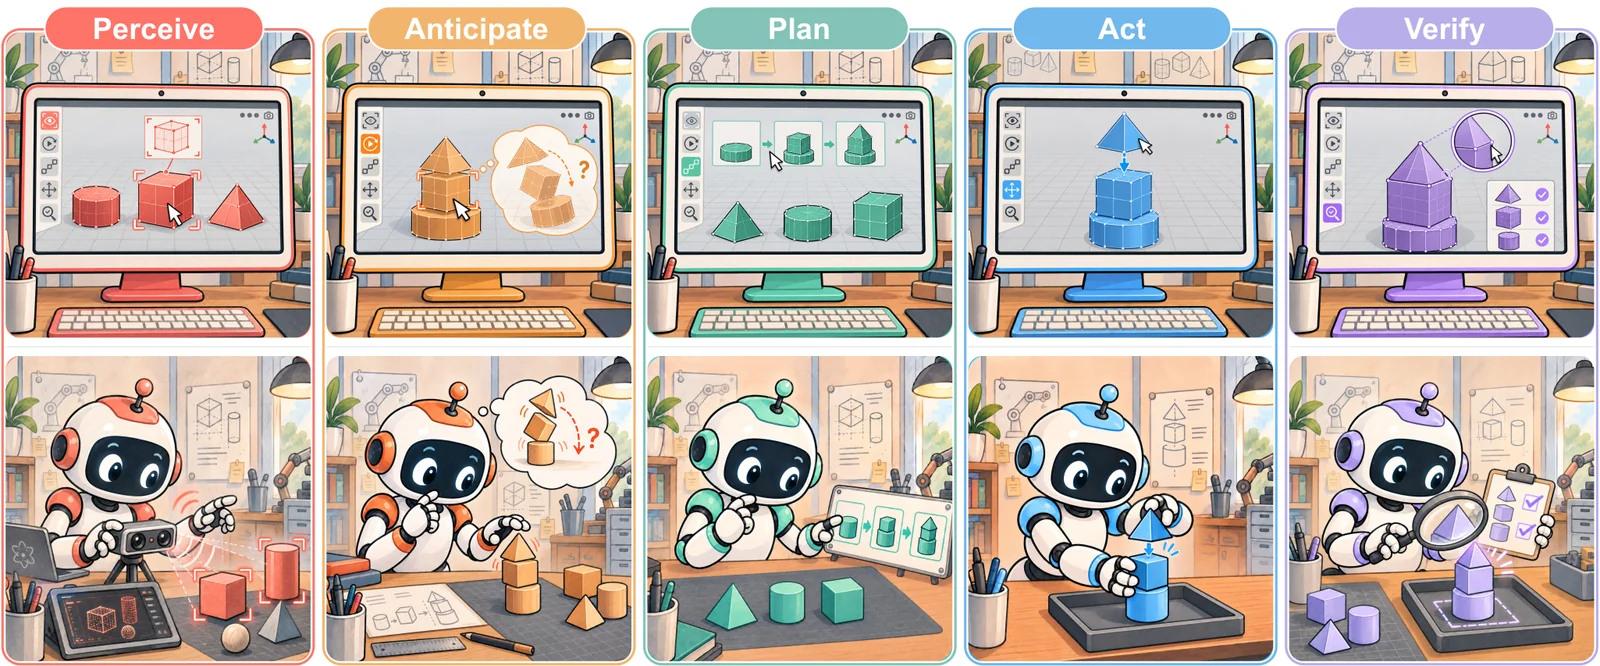 Perceive
Anticipate
Plan
Act
Verify
?
?